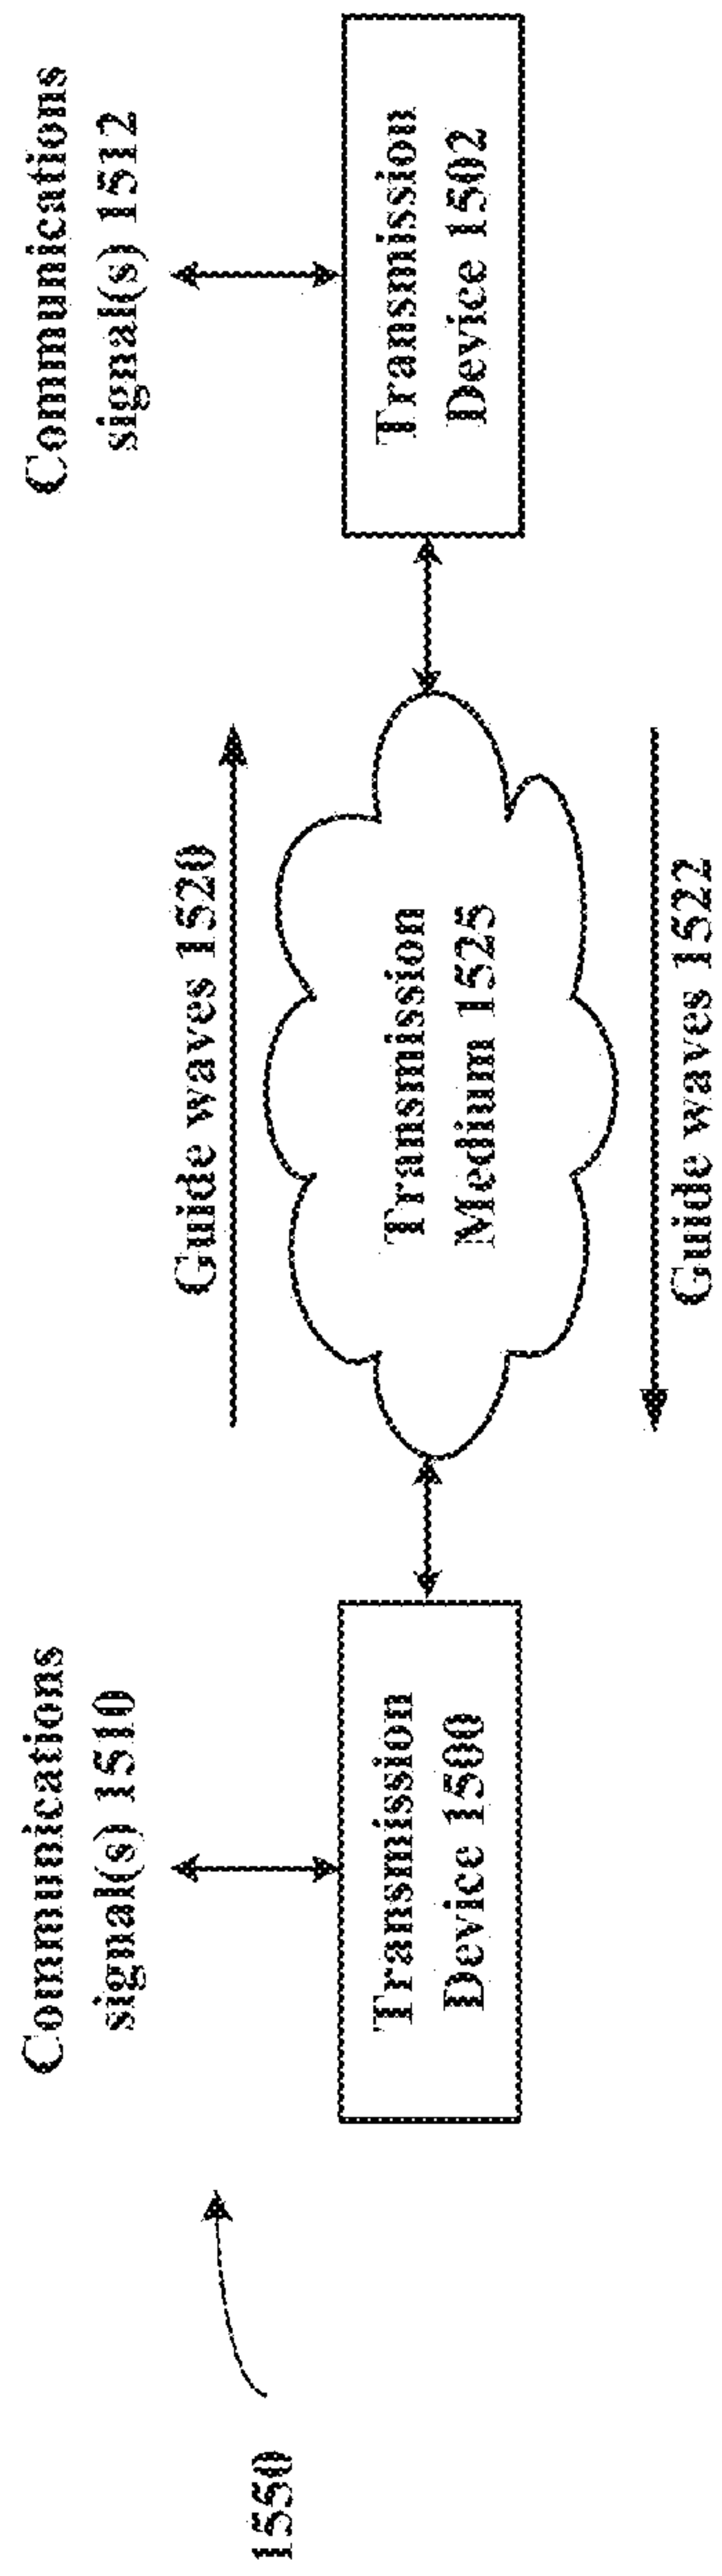 Communications
signal(s) 1510
Communications
signal(s) 1512
Guide waves 1520
Transmission
Device 1500
Transmission
Medium 1525
Transmission
Device 1502
Guide waves 1522
1550